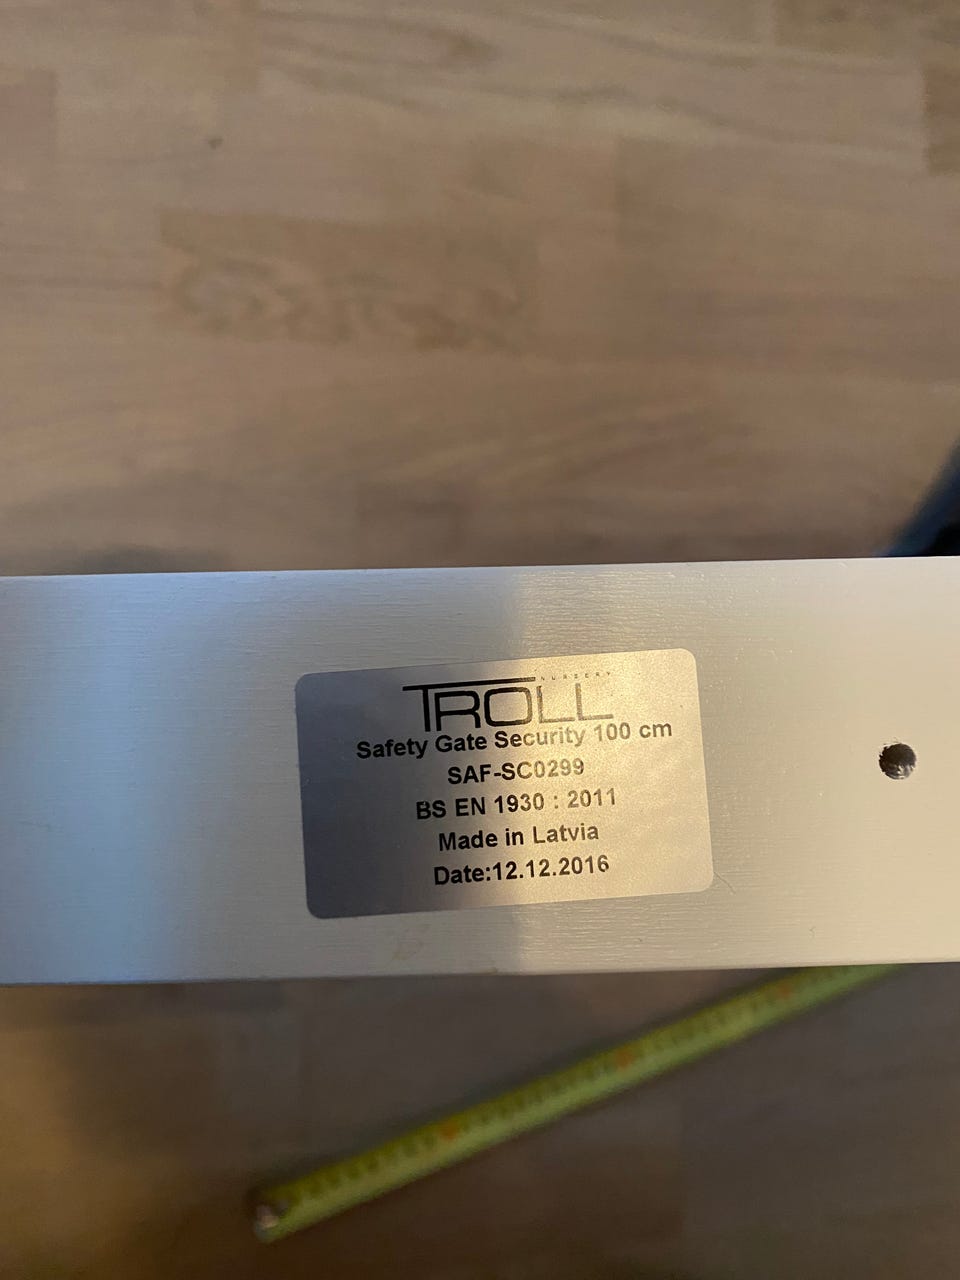 NURSERY
TROLL
Safety Gate Security 100 cm
SAF-SC0299
BS EN 1930 : 2011
Made in Latvia
Date:12.12.2016